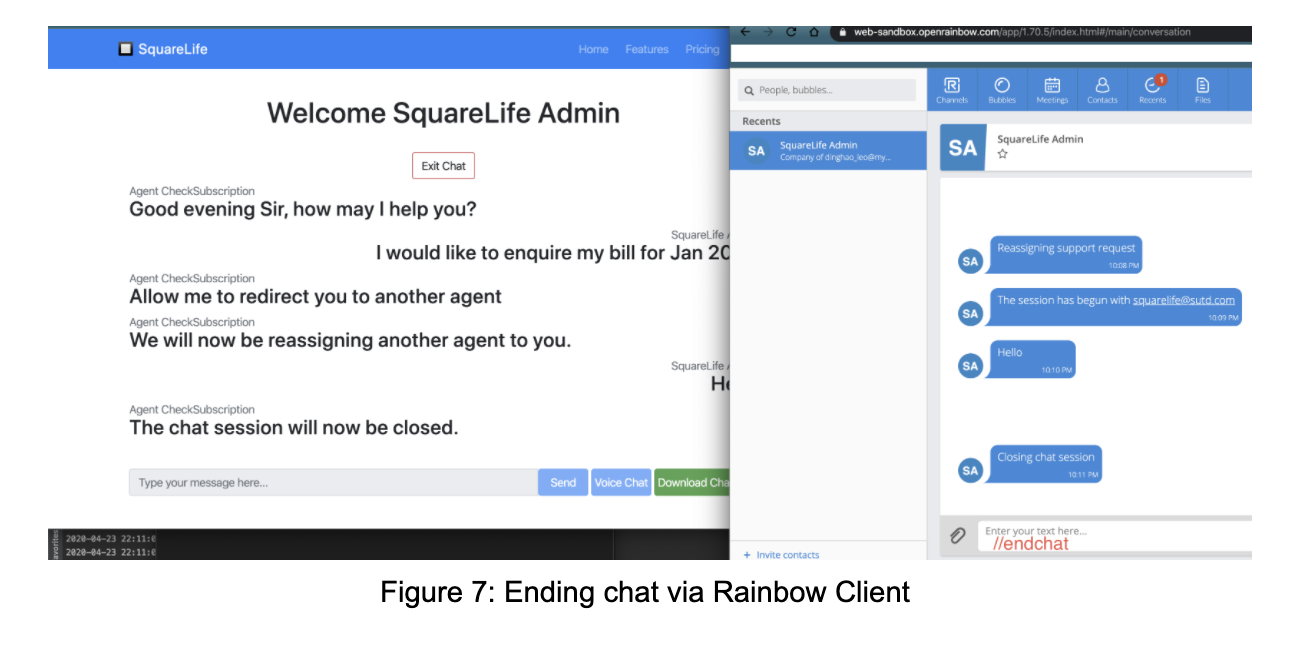 SquareLife
Home Features Pricing
Welcome SquareLife Admin
Exit Chat
Agent CheckSubscription
Good evening Sir, how may I help you?
SquareLife
I would like to enquire my bill for Jan 20
Agent CheckSubscription
Allow me to redirect you to another agent
Agent CheckSubscription
We will now be reassigning another agent to you.
SquareLife
He
Agent CheckSubscription
The chat session will now be closed.
Type your message here...
Send Voice Chat Download Cha
2020-04-23 22:11:0
2020-04-23 22:11:0
web-sandbox.openrainbow.com/app/1.70.5/index.html#/main/conversation
People, bubbles...
Channels Bubbles Meetings Contacts Recents 1 Files
Recents
SA SquareLife Admin
Company of dinghao_leo@my...
SA SquareLife Admin
SA Reassigning support request
10:08 PM
SA The session has begun with squarelife@sutd.com
10:09 PM
SA Hello
10:10 PM
SA Closing chat session
10:11 PM
Enter your text here...
//endchat
+ Invite contacts
Figure 7: Ending chat via Rainbow Client